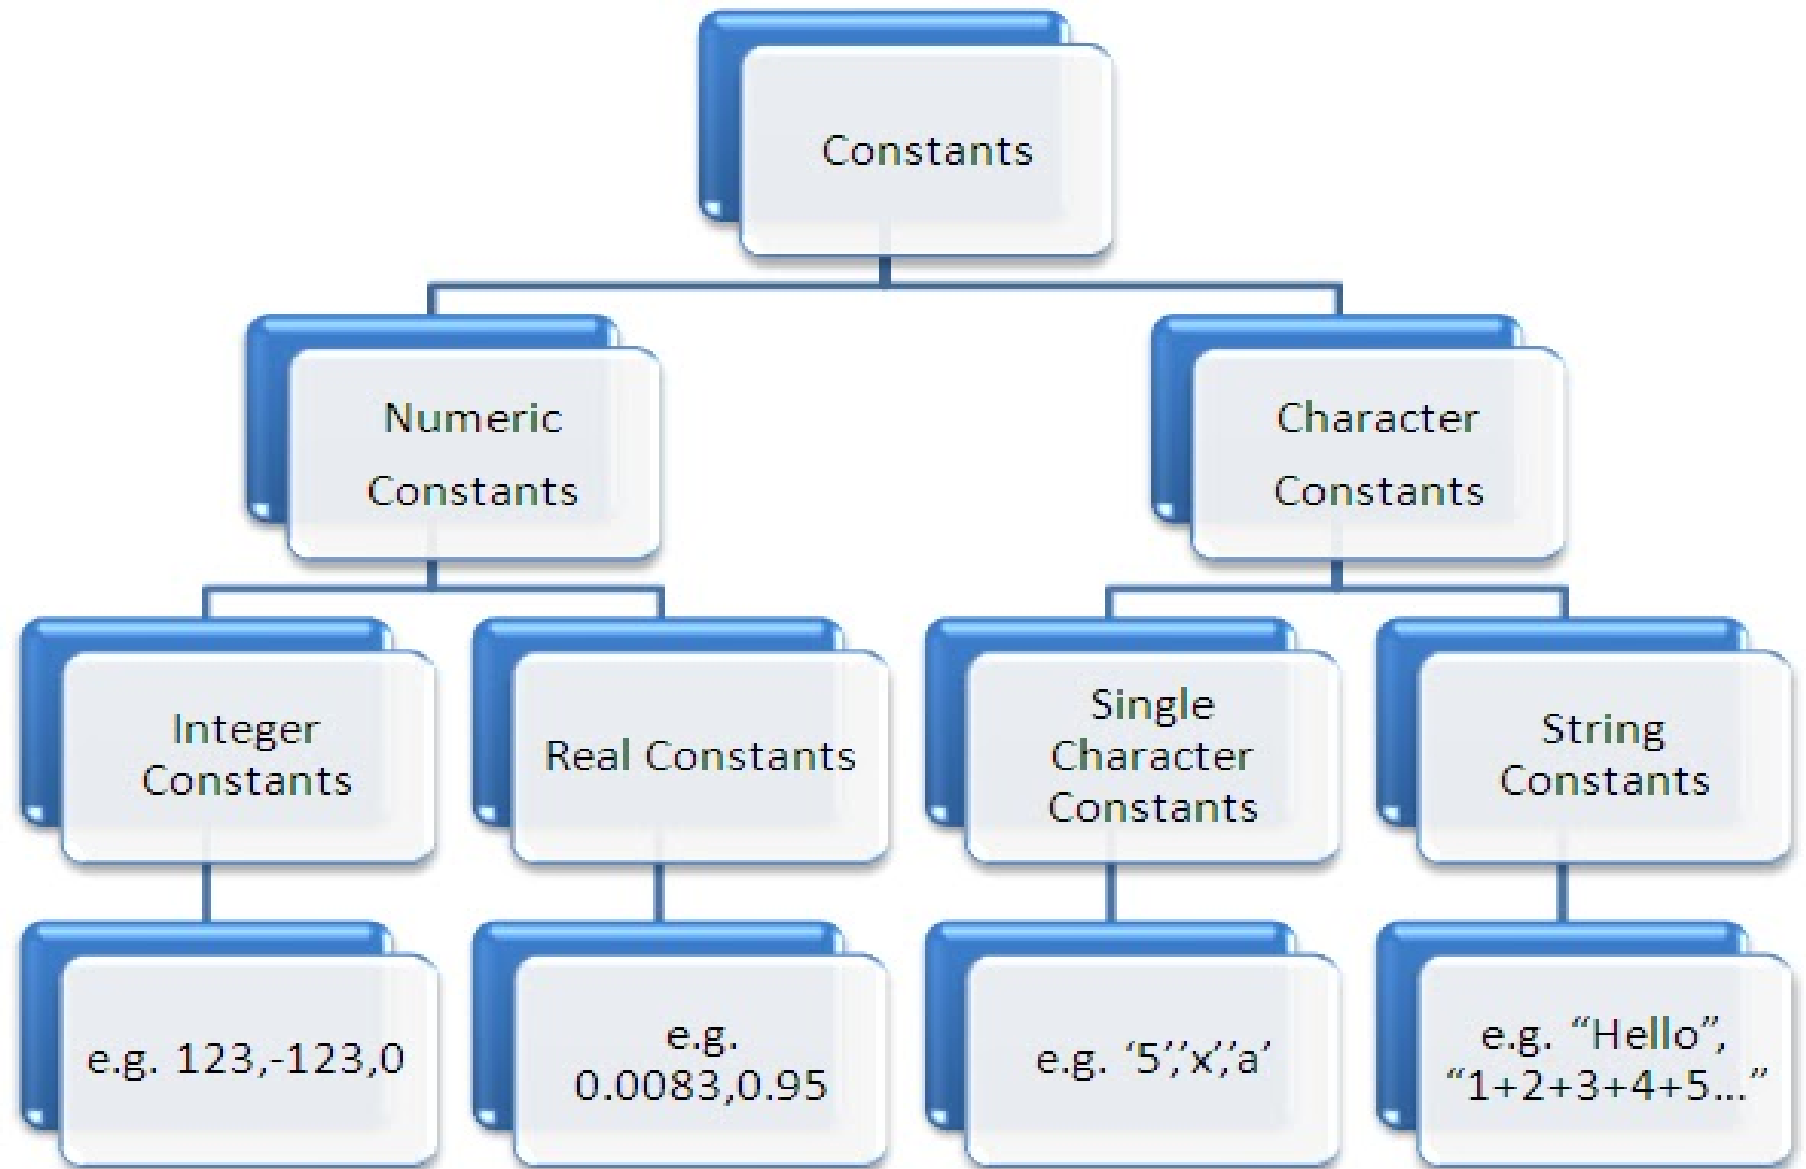 Constants
Numeric
Constants
Character
Constants
Integer
Constants
Real Constants
Single
Character
Constants
String
Constants
e.g. 123,-123,0
e.g.
0.0083,0.95
e.g. ‘5’,’x’,’a’
e.g. “Hello”,
“1+2+3+4+5...”